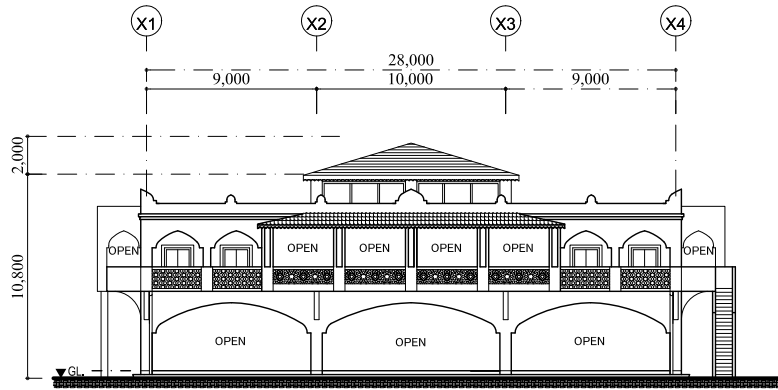 X1 X2 X3 X4
28,000
9,000 10,000 9,000
2,000
10,800
OPEN OPEN OPEN OPEN OPEN OPEN
OPEN OPEN OPEN
GL.